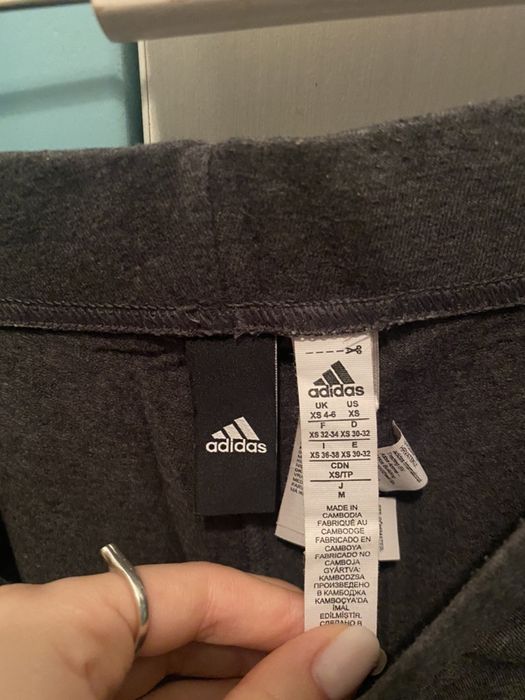 adidas
adidas
UK US
XS 4-6 XS
F D
XS 32-34 XS 30-32
I E
XS 36-38 XS 30-32
CDN
XS/TP
J
M
MADE IN
CAMBODIA
FABRIQUÉ AU
CAMBODGE
FABRICADO EN
CAMBOYA
FABRICADO NO
CAMBOJA
GYÁRTVA:
KAMBODZSA
ПРОИЗВЕДЕНО
В КАМБОДЖА
KAMBOÇYA'DA
İMAL
EDİLMİŞTİR.
СДЕЛАНО В